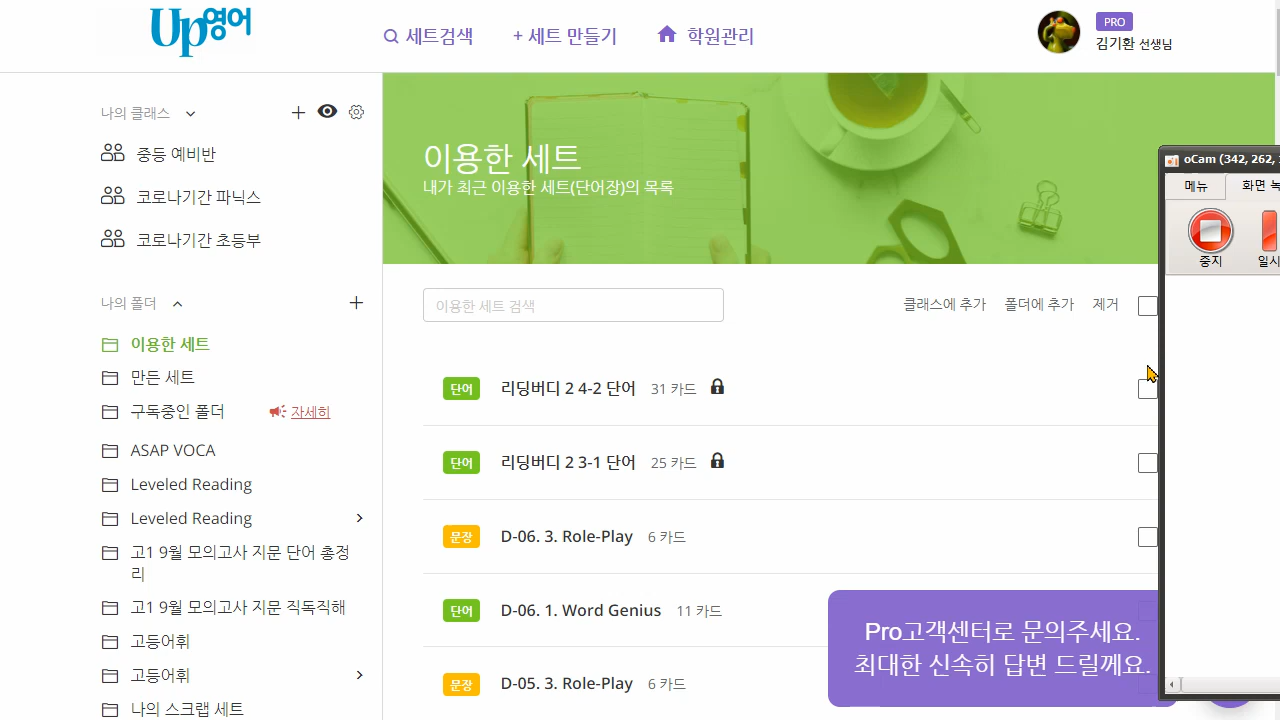 Up영어
세트검색
+ 세트 만들기
학원관리
PRO
김기환 선생님
나의 클래스
중등 예비반
코로나기간 파닉스
코로나기간 초등부
나의 폴더
이용한 세트
만든 세트
구독중인 폴더
자세히
ASAP VOCA
Leveled Reading
Leveled Reading
고1 9월 모의고사 지문 단어 총정
리
고1 9월 모의고사 지문 직독직해
고등어휘
고등어휘
나의 스크랩 세트
이용한 세트
내가 최근 이용한 세트(단어장)의 목록
이용한 세트 검색
클래스에 추가
폴더에 추가
제거
단어 리딩버디 2 4-2 단어 31 카드
단어 리딩버디 2 3-1 단어 25 카드
문장 D-06. 3. Role-Play 6 카드
단어 D-06. 1. Word Genius 11 카드
문장 D-05. 3. Role-Play 6 카드
Pro고객센터로 문의주세요.
최대한 신속히 답변 드릴께요.
oCam (342, 262,
메뉴
화면 녹
중지
일시